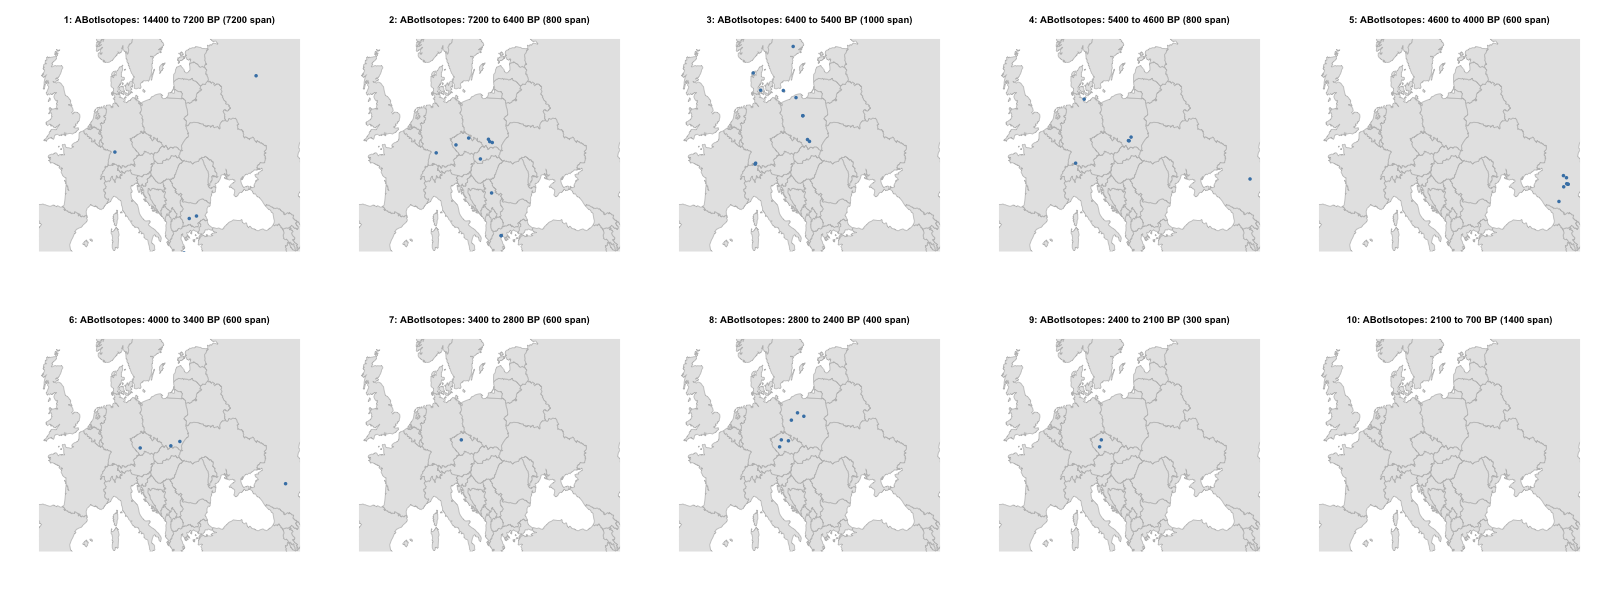 1: ABotIsotopes: 14400 to 7200 BP (7200 span)
2: ABotIsotopes: 7200 to 6400 BP (800 span)
3: ABotIsotopes: 6400 to 5400 BP (1000 span)
4: ABotIsotopes: 5400 to 4600 BP (800 span)
5: ABotIsotopes: 4600 to 4000 BP (600 span)
6: ABotIsotopes: 4000 to 3400 BP (600 span)
7: ABotIsotopes: 3400 to 2800 BP (600 span)
8: ABotIsotopes: 2800 to 2400 BP (400 span)
9: ABotIsotopes: 2400 to 2100 BP (300 span)
10: ABotIsotopes: 2100 to 700 BP (1400 span)